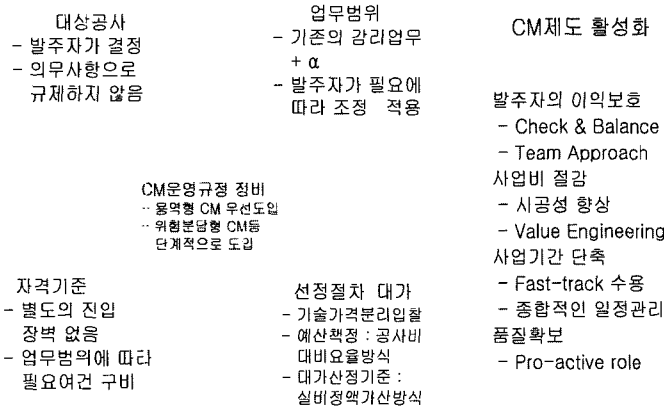 대상공사
- 발주자가 결정
- 의무사항으로
규제하지 않음
업무범위
- 기존의 감리업무
+ α
- 발주자가 필요에
따라 조정 적용
CM운영규정 정비
- 용역형 CM 우선도입
- 위험분담형 CM등
단계적으로 도입
자격기준
- 별도의 진입
장벽 없음
- 업무범위에 따라
필요여건 구비
선정절차 대가
- 기술가격분리입찰
- 예산책정 : 공사비
대비요율방식
- 대가산정기준 :
실비정액가산방식
CM제도 활성화
발주자의 이익보호
- Check & Balance
- Team Approach
사업비 절감
- 시공성 향상
- Value Engineering
사업기간 단축
- Fast-track 수용
- 종합적인 일정관리
품질확보
- Pro-active role